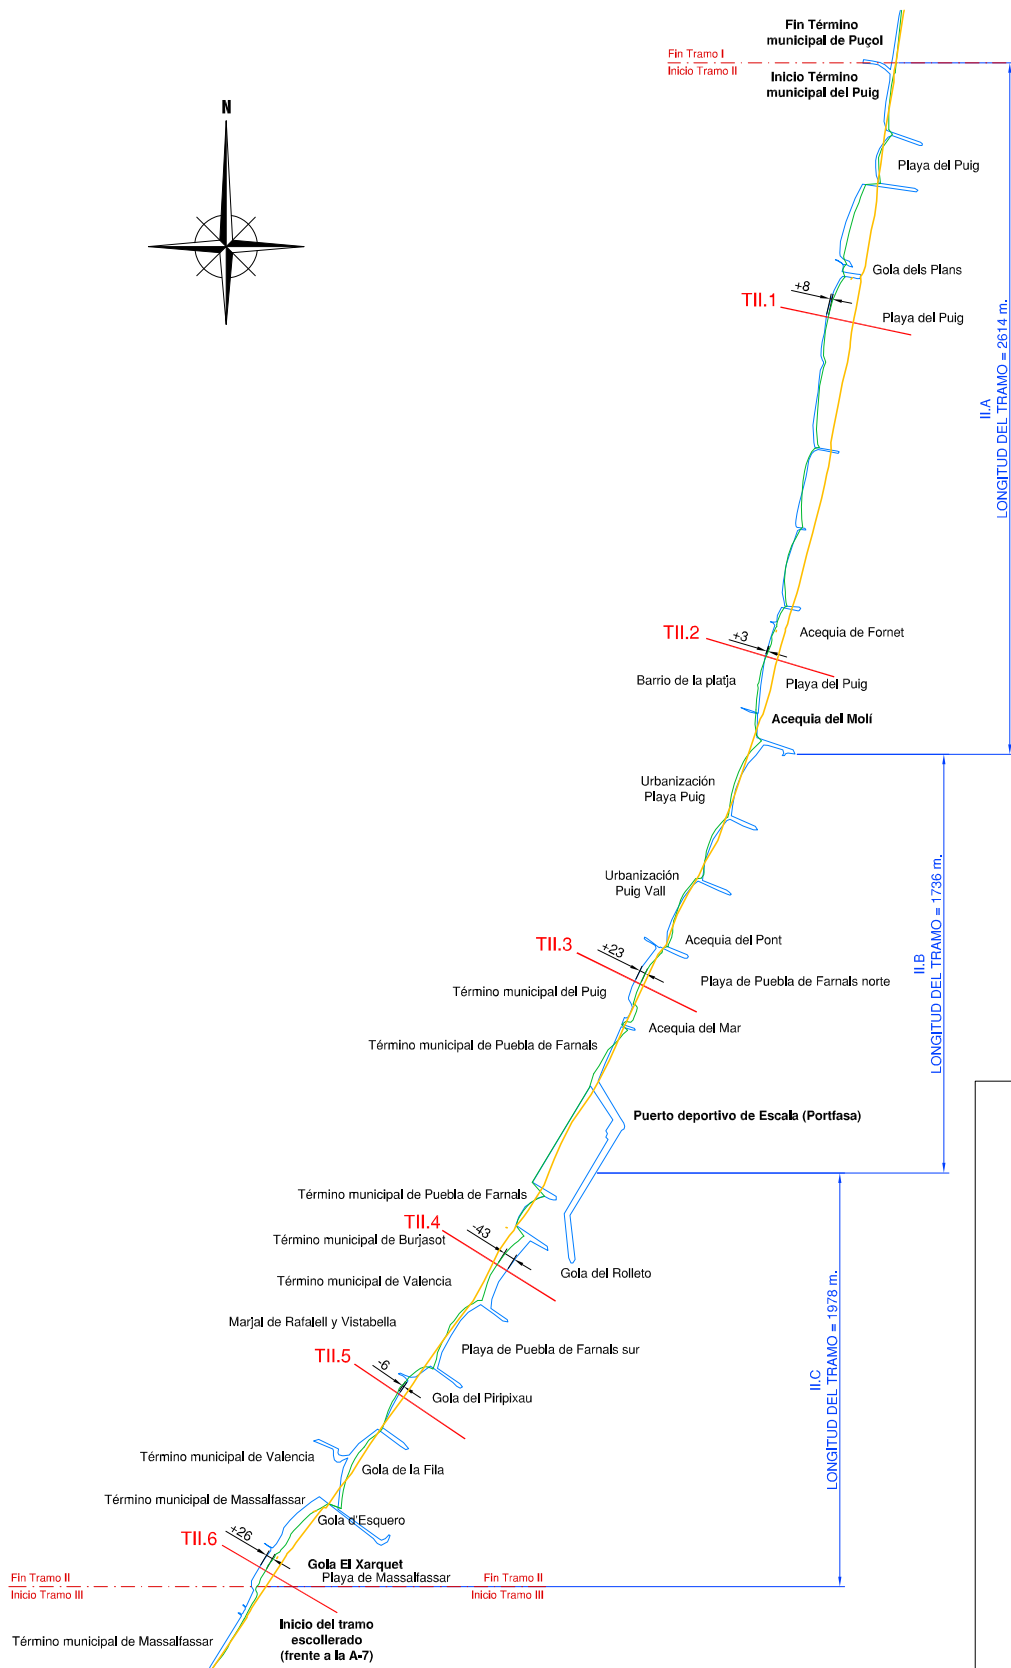 Fin Término
municipal de Puçol
Fin Tramo I
Inicio Tramo II
Inicio Término
municipal del Puig
N
Playa del Puig
Gola dels Plans
+8
TII.1
Playa del Puig
II.A
LONGITUD DEL TRAMO = 2614 m.
TII.2
+3
Acequia de Fornet
Barrio de la platja
Playa del Puig
Acequia del Molí
Urbanización
Playa Puig
Urbanización
Puig Vall
II.B
LONGITUD DEL TRAMO = 1736 m.
TII.3
+23
Acequia del Pont
Término municipal del Puig
Playa de Puebla de Farnals norte
Acequia del Mar
Término municipal de Puebla de Farnals
Puerto deportivo de Escala (Portfasa)
Término municipal de Puebla de Farnals
TII.4
-43
Término municipal de Burjasot
Gola del Rolleto
Término municipal de Valencia
Marjal de Rafalell y Vistabella
Playa de Puebla de Farnals sur
TII.5
-6
Gola del Piripixau
II.C
LONGITUD DEL TRAMO = 1978 m.
Término municipal de Valencia
Gola de la Fila
Término municipal de Massalfassar
Gola d'Esquero
TII.6
+26
Gola El Xarquet
Playa de Massalfassar
Fin Tramo II
Inicio Tramo III
Fin Tramo II
Inicio Tramo III
Inicio del tramo
escollerado
(frente a la A-7)
Término municipal de Massalfassar